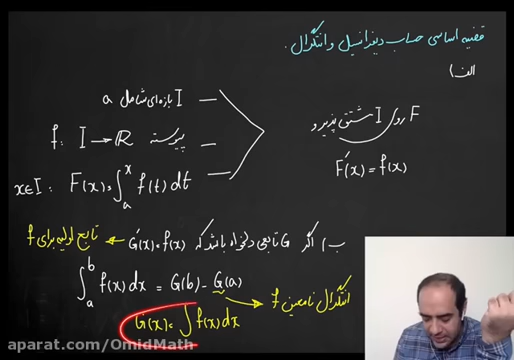 قضیه اساسی حساب دیفرانسیل و انتگرال.
الف)
I بازه‌ای شامل a
f: I → ℝ پیوسته
x∈I: F(x)=∫ₐˣ f(t) dt
F روی I مشتق پذیر و
F′(x) = f(x)
ب) اگر G تابعی دلخواه باشد که G′(x)=f(x) ← تابع اولیه برای f
∫ₐᵇ f(x) dx = G(b) - G(a)
انتگرال نامعین f
G(x)= ∫ f(x) dx
aparat.com/OmidMath